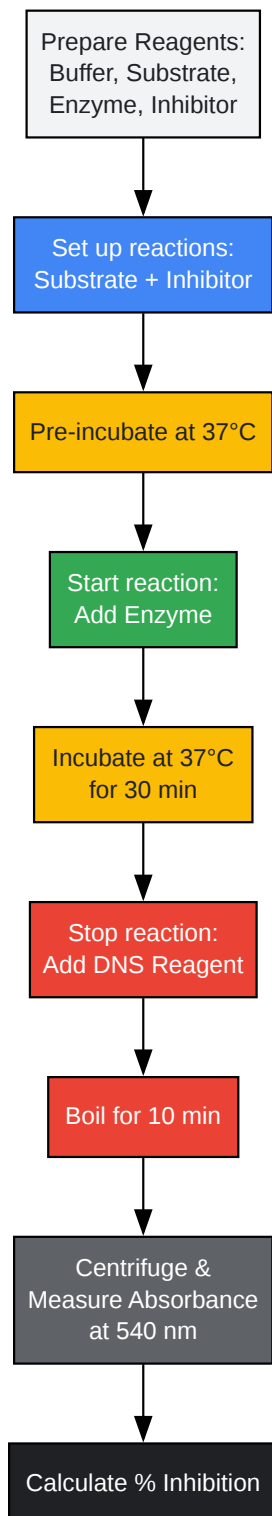 Prepare Reagents:
Buffer, Substrate,
Enzyme, Inhibitor
Set up reactions:
Substrate + Inhibitor
Pre-incubate at 37°C
Start reaction:
Add Enzyme
Incubate at 37°C
for 30 min
Stop reaction:
Add DNS Reagent
Boil for 10 min
Centrifuge &
Measure Absorbance
at 540 nm
Calculate % Inhibition